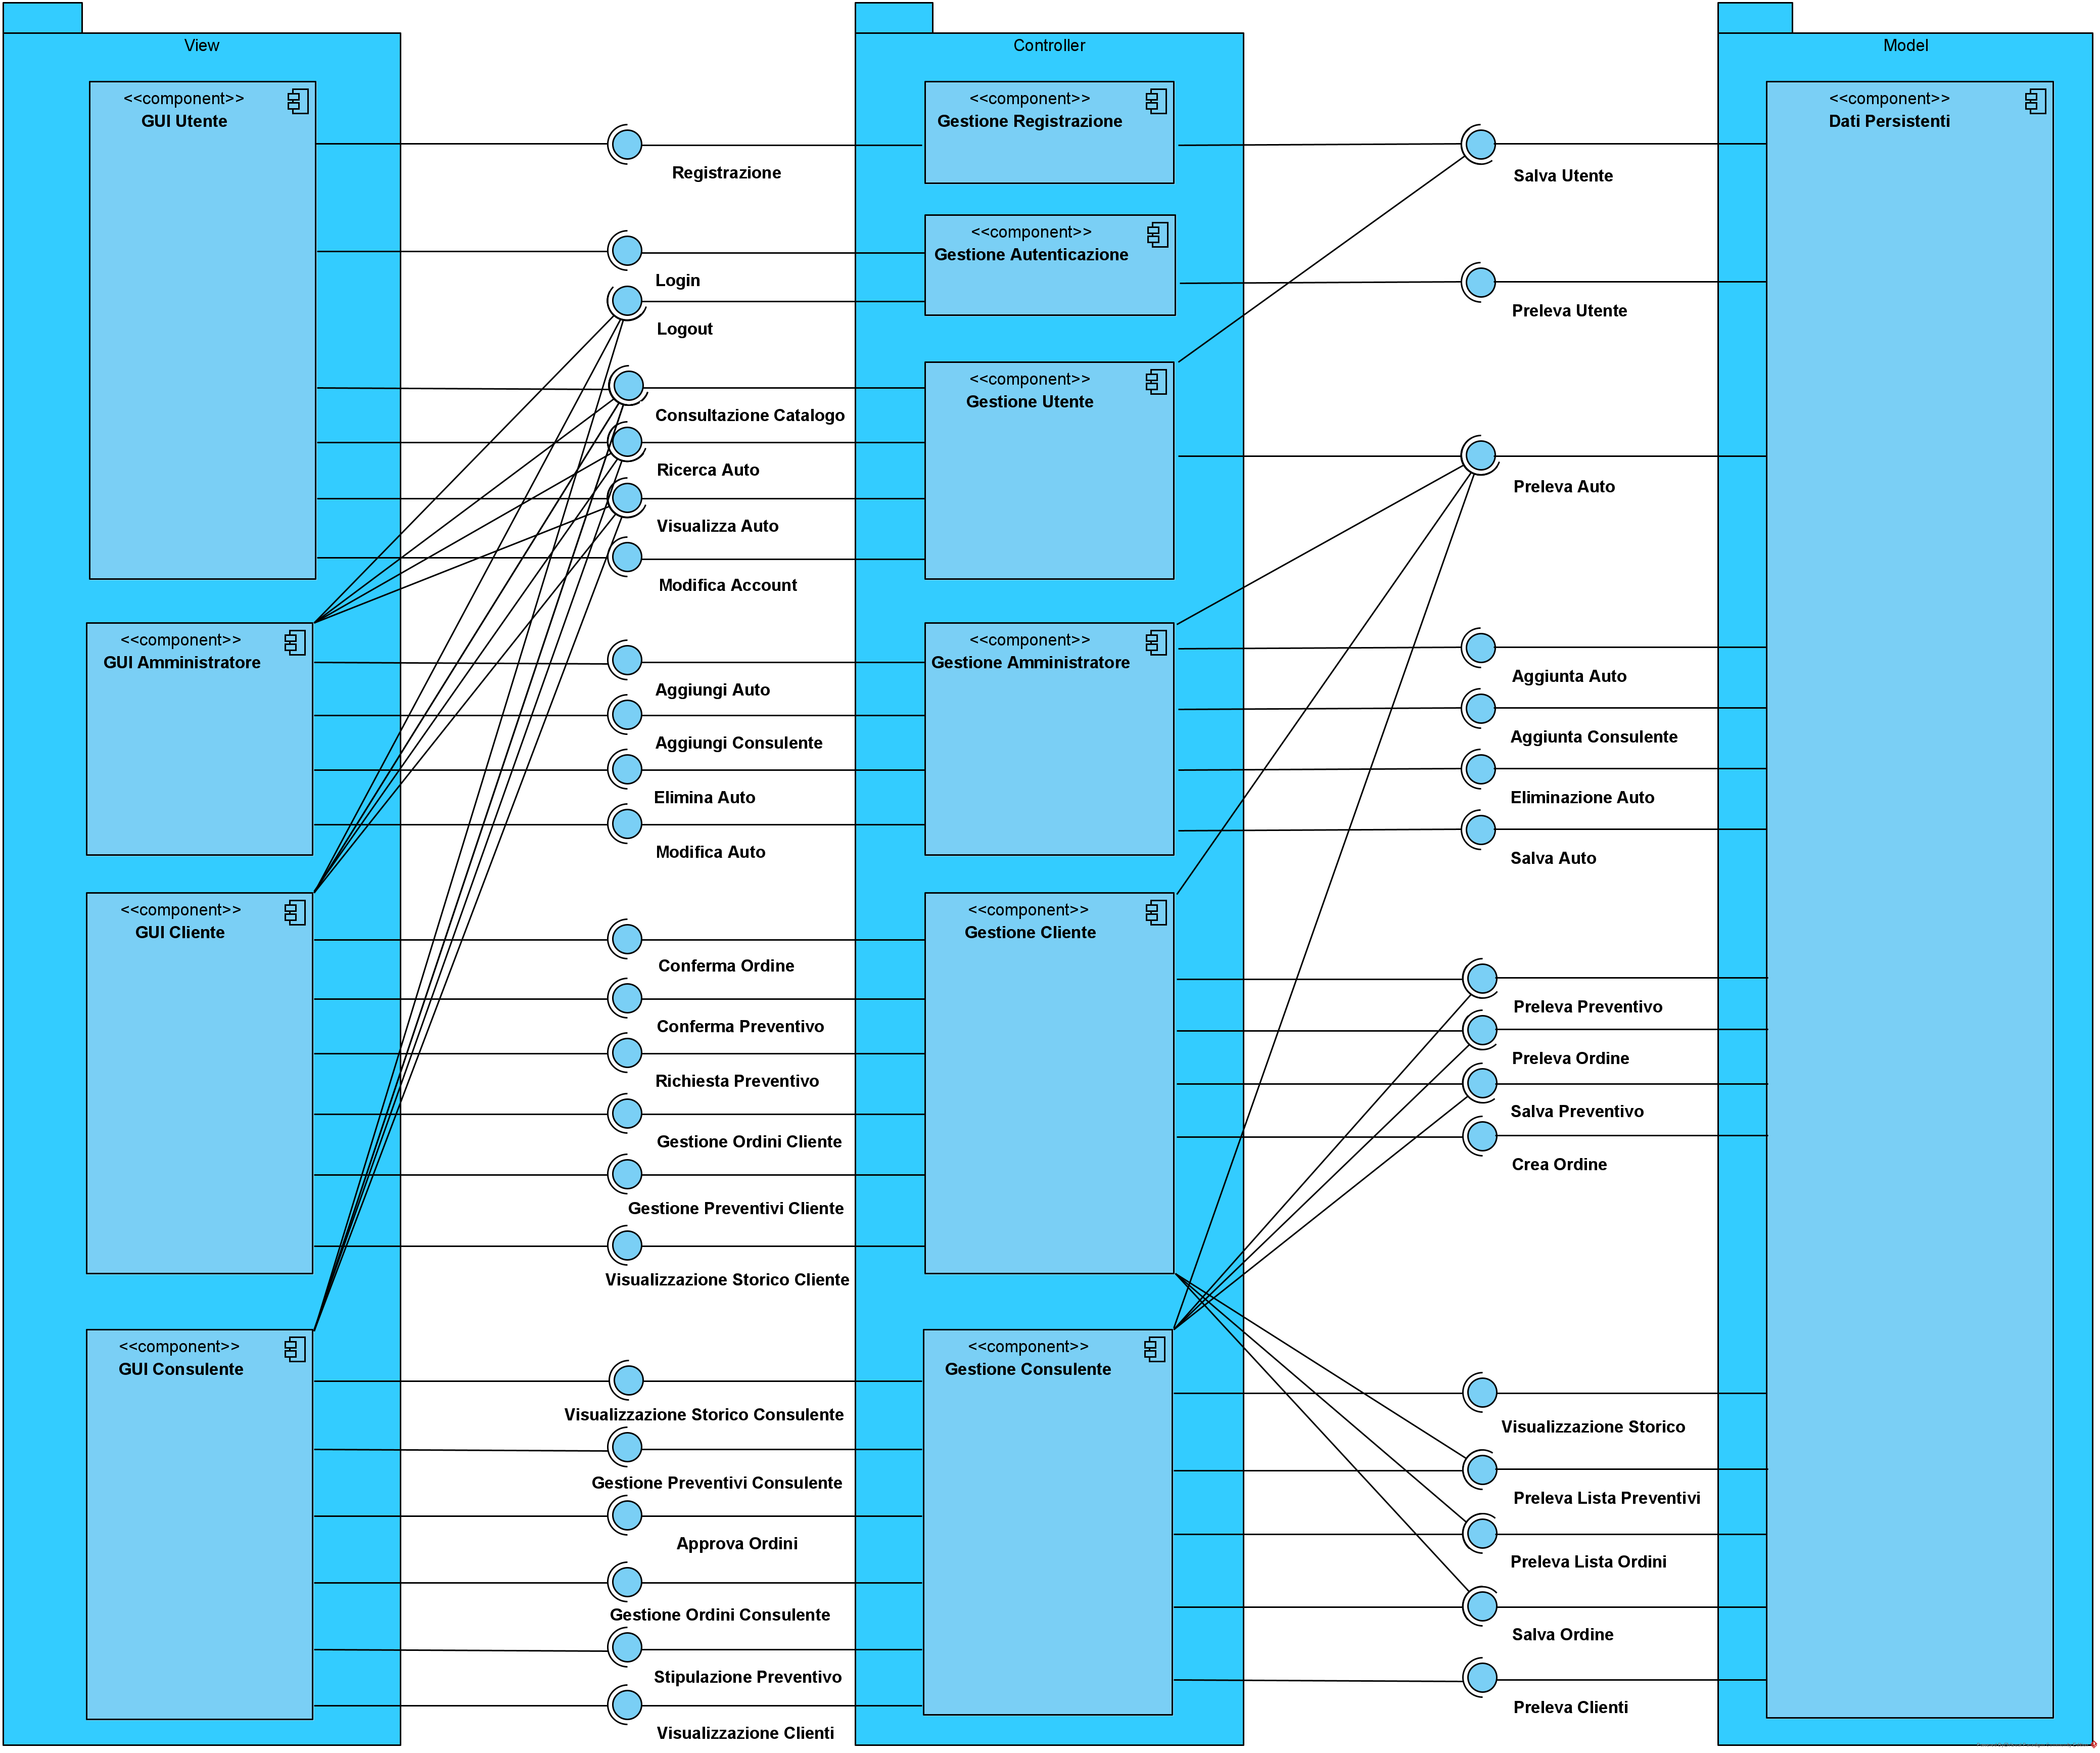 View
<<component>>
GUI Utente
<<component>>
GUI Amministratore
<<component>>
GUI Cliente
<<component>>
GUI Consulente
Registrazione
Login
Logout
Consultazione Catalogo
Ricerca Auto
Visualizza Auto
Modifica Account
Aggiungi Auto
Aggiungi Consulente
Elimina Auto
Modifica Auto
Conferma Ordine
Conferma Preventivo
Richiesta Preventivo
Gestione Ordini Cliente
Gestione Preventivi Cliente
Visualizzazione Storico Cliente
Visualizzazione Storico Consulente
Gestione Preventivi Consulente
Approva Ordini
Gestione Ordini Consulente
Stipulazione Preventivo
Visualizzazione Clienti
Controller
<<component>>
Gestione Registrazione
<<component>>
Gestione Autenticazione
<<component>>
Gestione Utente
<<component>>
Gestione Amministratore
<<component>>
Gestione Cliente
<<component>>
Gestione Consulente
Salva Utente
Preleva Utente
Preleva Auto
Aggiunta Auto
Aggiunta Consulente
Eliminazione Auto
Salva Auto
Preleva Preventivo
Preleva Ordine
Salva Preventivo
Crea Ordine
Visualizzazione Storico
Preleva Lista Preventivi
Preleva Lista Ordini
Salva Ordine
Preleva Clienti
Model
<<component>>
Dati Persistenti